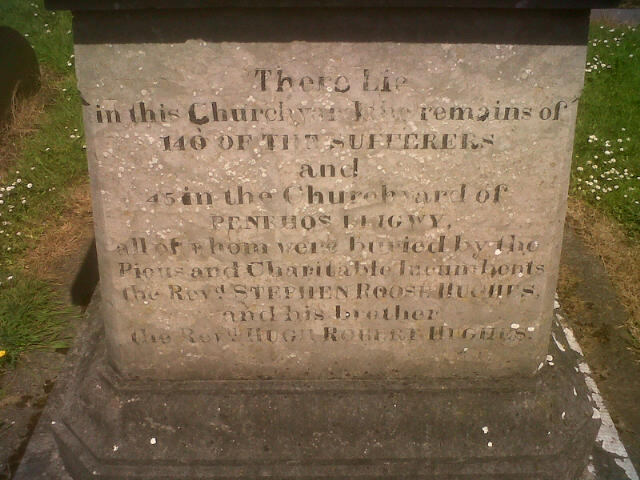 There Lie
in this Churchyard the remains of
140 OF THE SUFFERERS
and
45 in the Churchyard of
PENRHOS LLIGWY,
all of whom were buried by the
Pious and Charitable Incumbents
the Revd. STEPHEN ROOSE HUGHES,
and his brother
the Revd. HUGH ROBERT HUGHES.